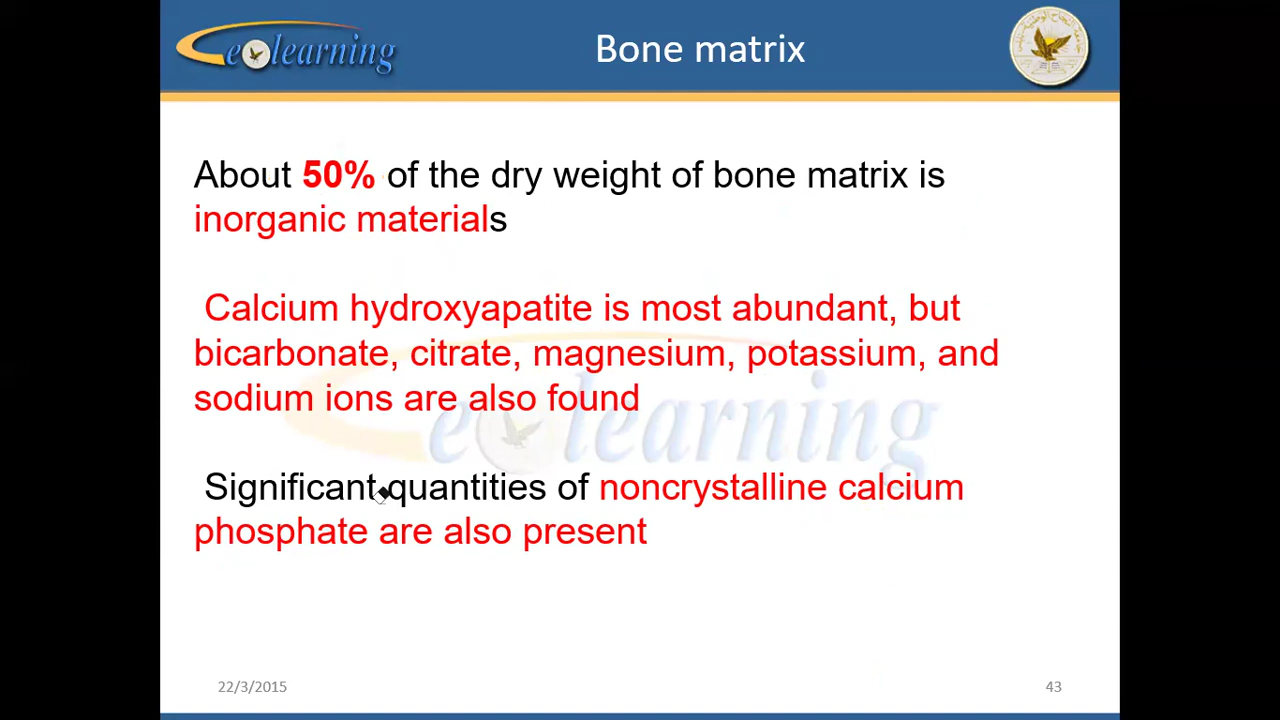 eolearning
Bone matrix
About 50% of the dry weight of bone matrix is
inorganic materials
Calcium hydroxyapatite is most abundant, but
bicarbonate, citrate, magnesium, potassium, and
sodium ions are also found
eolearning
Significant quantities of noncrystalline calcium
phosphate are also present
22/3/2015
43